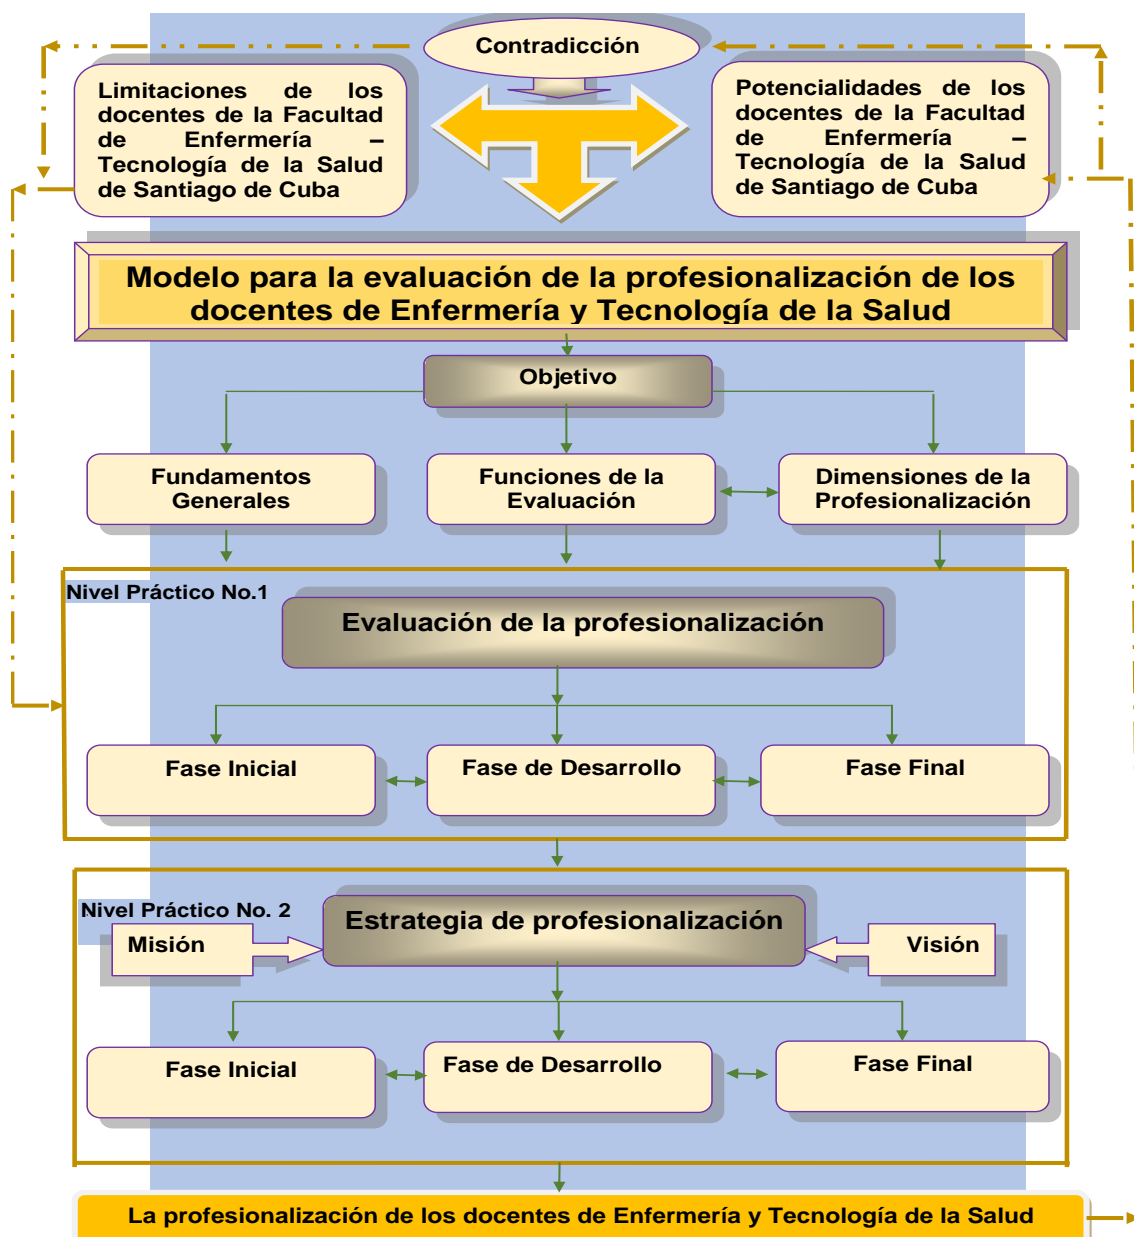 Contradicción
Limitaciones de los
docentes de la Facultad
de Enfermería –
Tecnología de la Salud
de Santiago de Cuba
Potencialidades de los
docentes de la Facultad
de Enfermería –
Tecnología de la Salud
de Santiago de Cuba
Modelo para la evaluación de la profesionalización de los
docentes de Enfermería y Tecnología de la Salud
Objetivo
Fundamentos
Generales
Funciones de la
Evaluación
Dimensiones de la
Profesionalización
Nivel Práctico No.1
Evaluación de la profesionalización
Fase Inicial
Fase de Desarrollo
Fase Final
Nivel Práctico No. 2
Estrategia de profesionalización
Misión
Visión
Fase Inicial
Fase de Desarrollo
Fase Final
La profesionalización de los docentes de Enfermería y Tecnología de la Salud